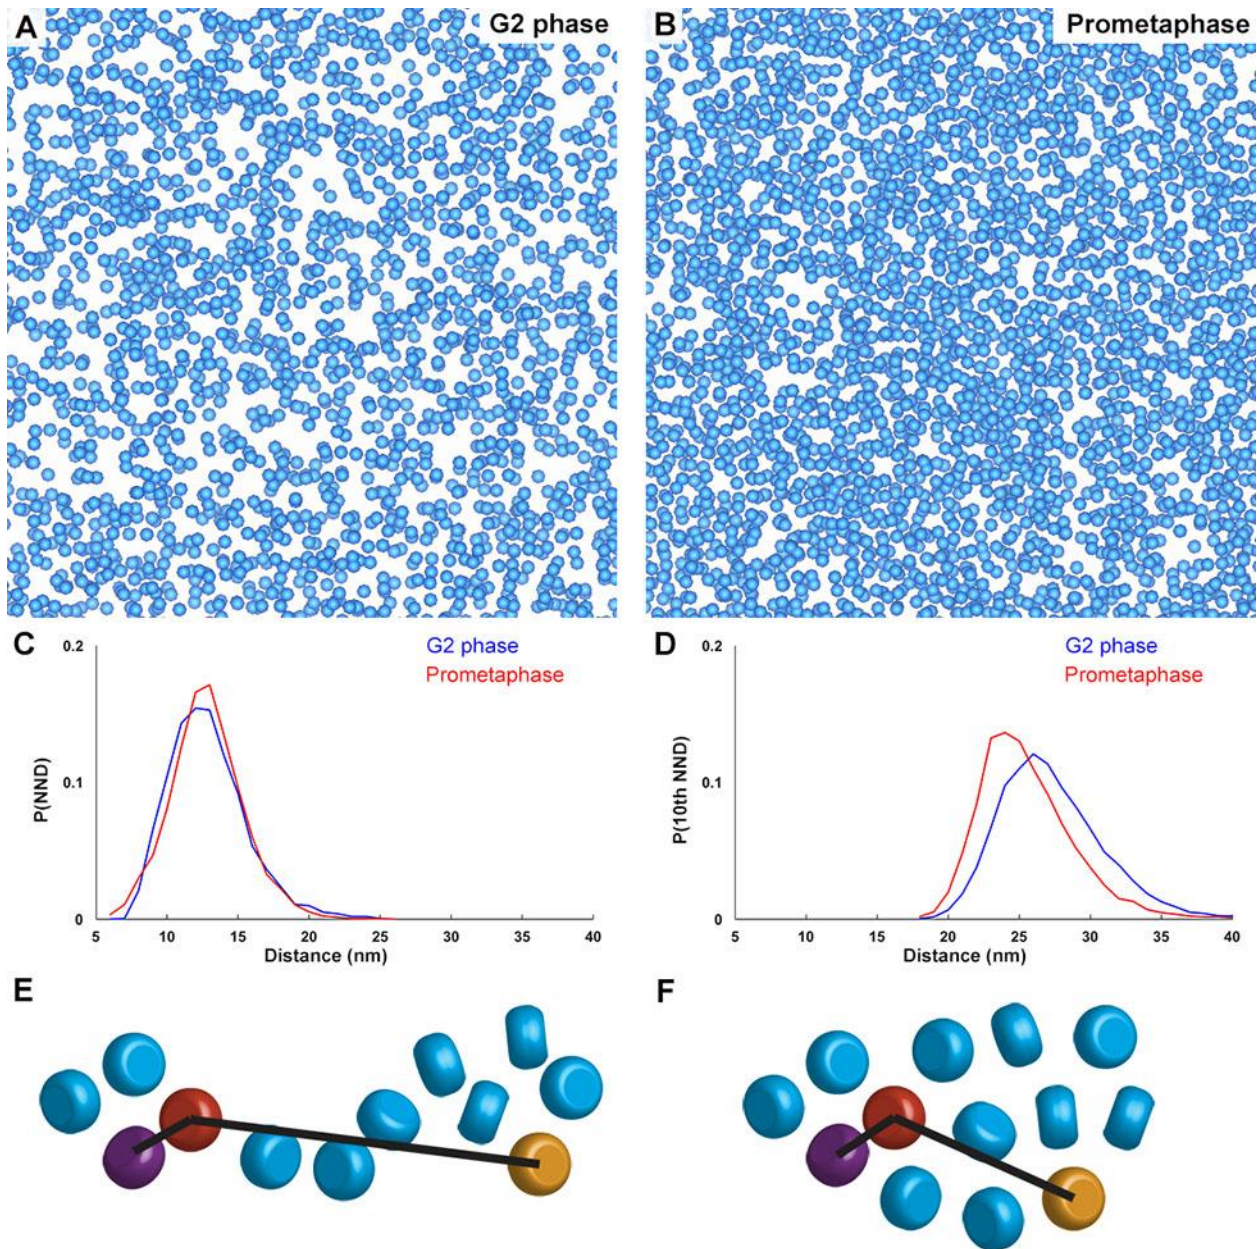 A G2 phase
B Prometaphase
C
G2 phase
Prometaphase
0.2
0.1
0
P(NND)
5 10 15 20 25 30 35 40
Distance (nm)
D
G2 phase
Prometaphase
0.2
0.1
0
P(10th NND)
5 10 15 20 25 30 35 40
Distance (nm)
E
F